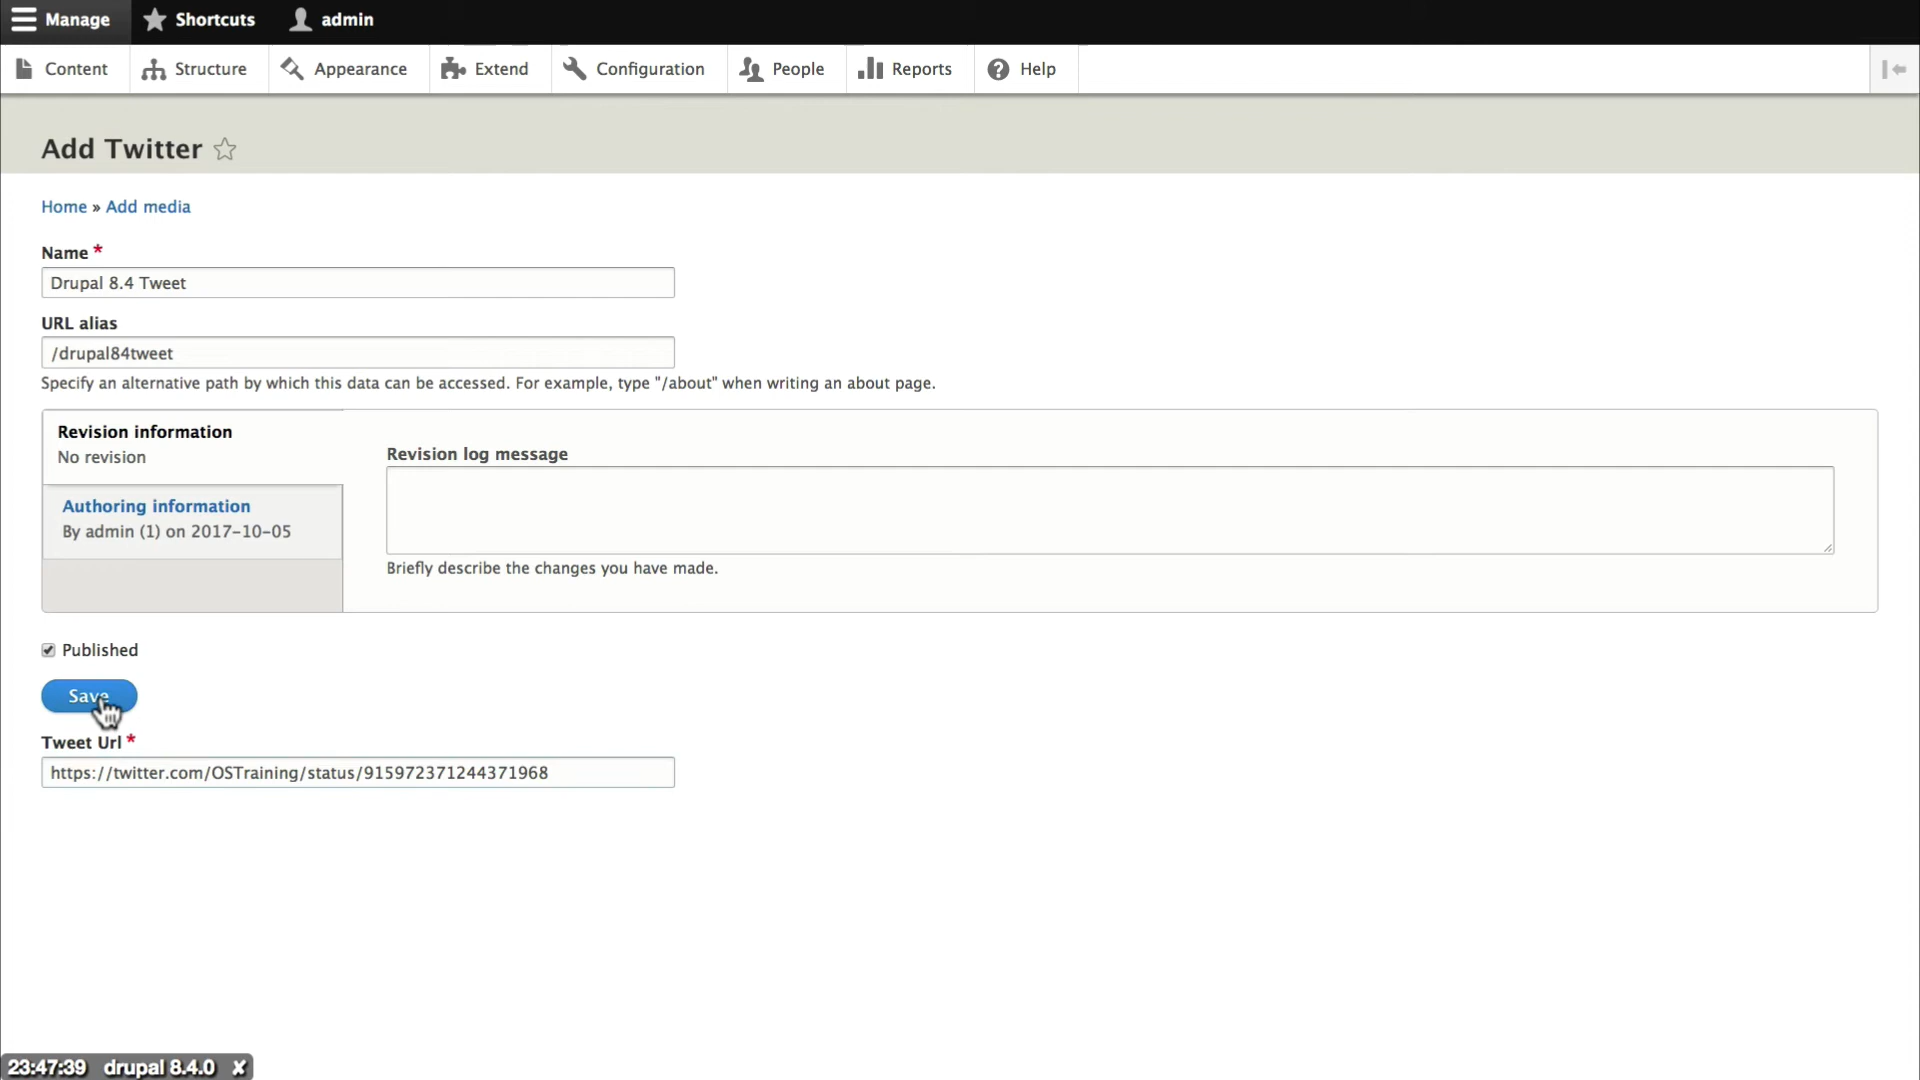 Manage Shortcuts admin
Content Structure Appearance Extend Configuration People Reports Help
Add Twitter
Home » Add media
Name *
Drupal 8.4 Tweet
URL alias
/drupal84tweet
Specify an alternative path by which this data can be accessed. For example, type "/about" when writing an about page.
Revision information
No revision
Authoring information
By admin (1) on 2017-10-05
Revision log message
Briefly describe the changes you have made.
Published
Save
Tweet Url *
https://twitter.com/OSTraining/status/915972371244371968
23:47:39 drupal 8.4.0 ✘